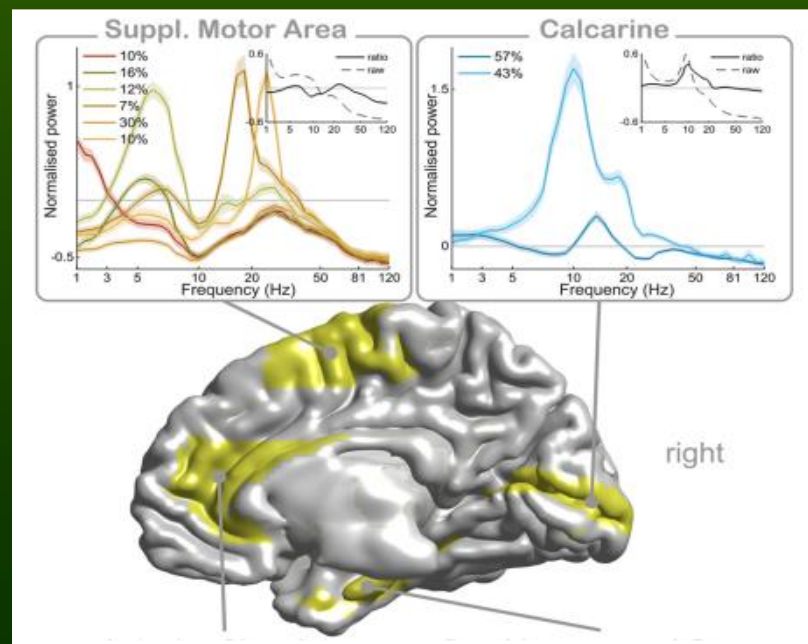 Suppl. Motor Area
Normalised power
1
-0.5
10%
16%
12%
7%
30%
10%
0.6
-0.6
ratio
raw
1 5 10 20 50 120
1 3 5 10 20 50 81 120
Frequency (Hz)
Calcarine
Normalised power
1.5
0
57%
43%
0.6
-0.6
ratio
raw
1 5 10 20 50 120
1 3 5 10 20 50 81 120
Frequency (Hz)
right